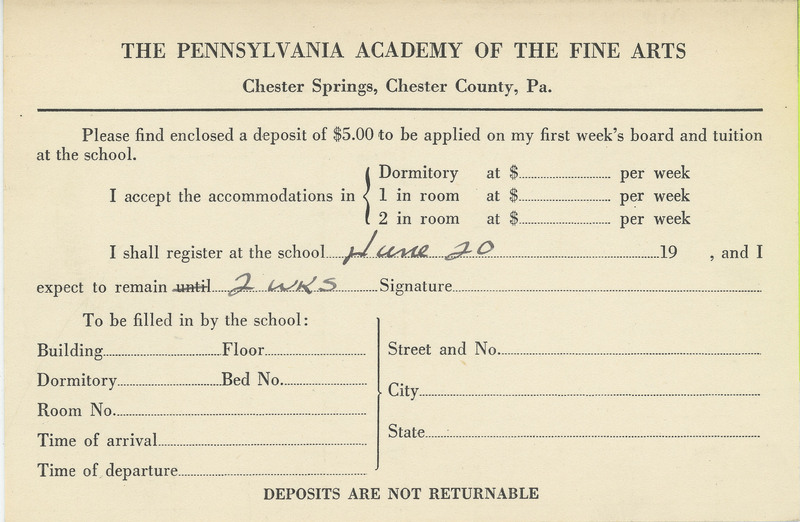 THE PENNSYLVANIA ACADEMY OF THE FINE ARTS
Chester Springs, Chester County, Pa.
Please find enclosed a deposit of $5.00 to be applied on my first week's board and tuition
at the school.
I accept the accommodations in
Dormitory at $ per week
1 in room at $ per week
2 in room at $ per week
I shall register at the school June 20 19 , and I
expect to remain until 2 wks Signature
To be filled in by the school:
Building Floor
Dormitory Bed No.
Room No.
Time of arrival
Time of departure
Street and No.
City
State
DEPOSITS ARE NOT RETURNABLE